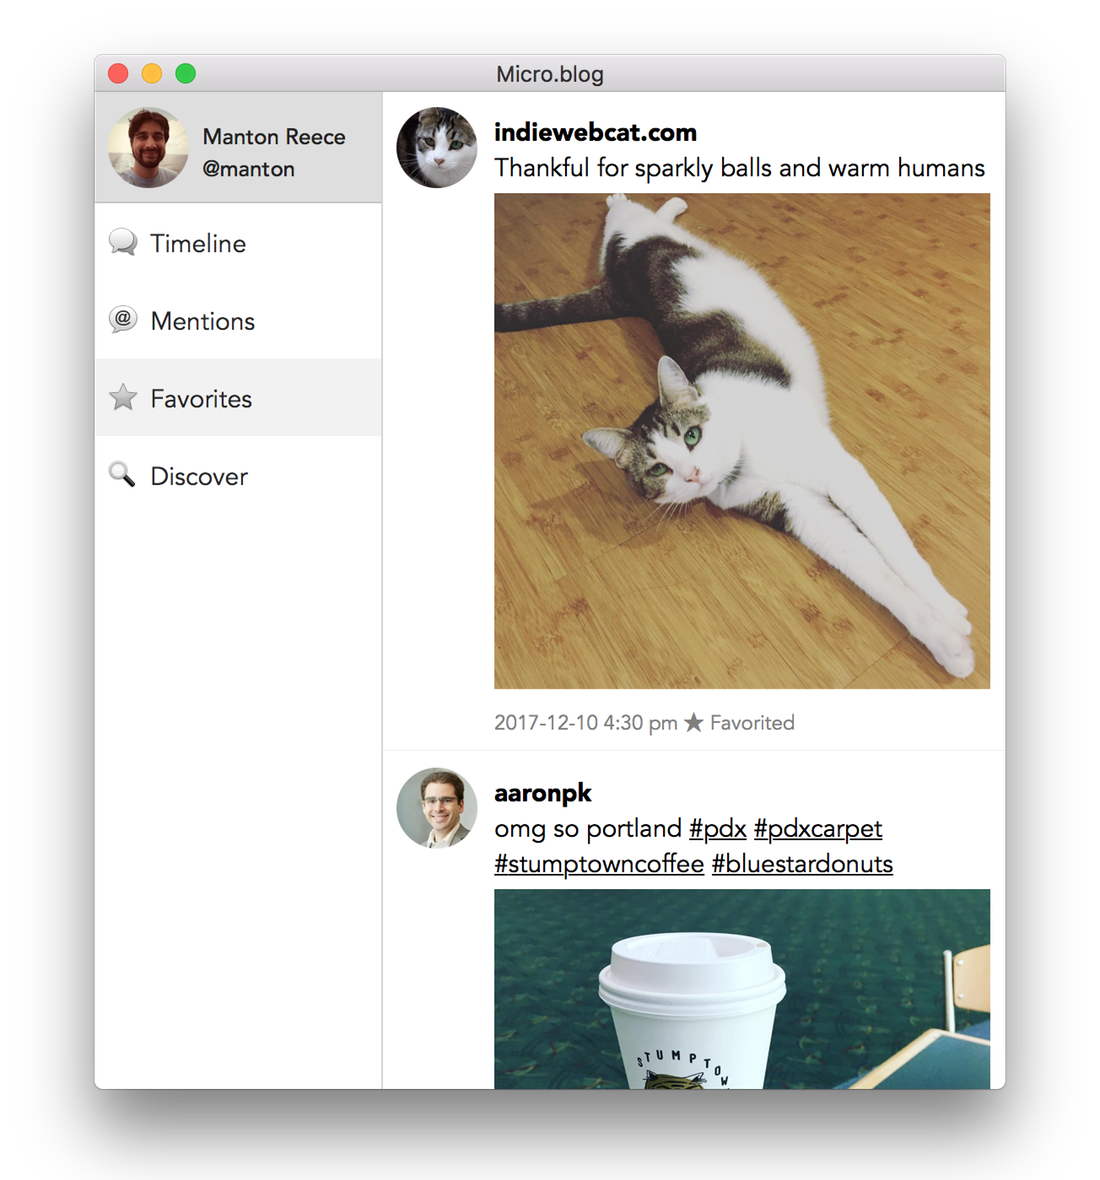 Micro.blog
Manton Reece
@manton
Timeline
Mentions
Favorites
Discover
indiewebcat.com
Thankful for sparkly balls and warm humans
2017-12-10 4:30 pm ★ Favorited
aaronpk
omg so portland #pdx #pdxcarpet
#stumptowncoffee #bluestardonuts
STUMPTOW